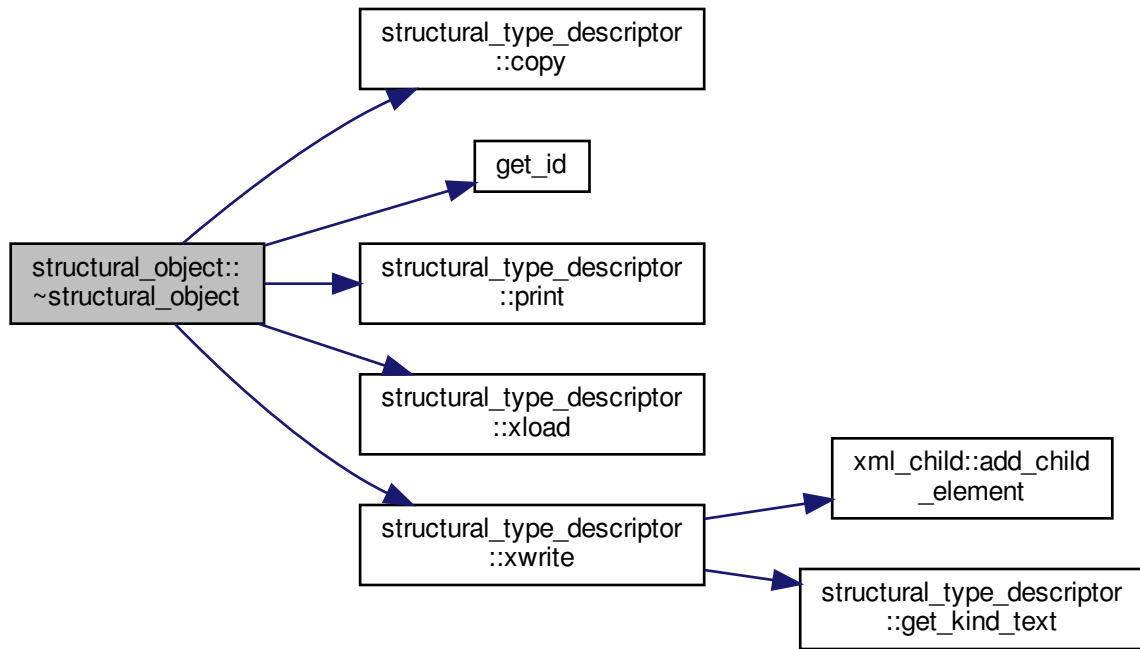 structural_type_descriptor
::copy
get_id
structural_object::
~structural_object
structural_type_descriptor
::print
structural_type_descriptor
::xload
structural_type_descriptor
::xwrite
xml_child::add_child
_element
structural_type_descriptor
::get_kind_text